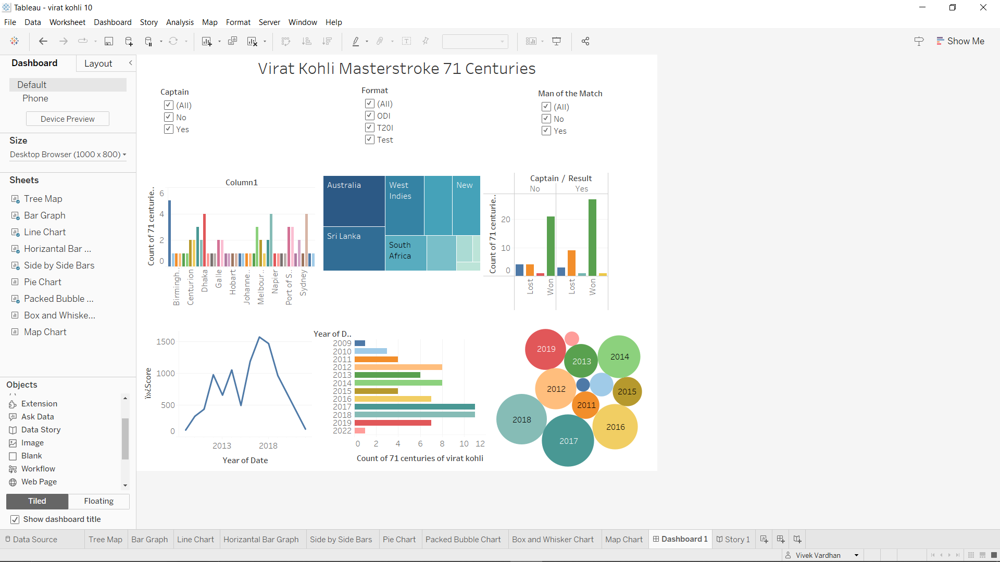 Tableau - virat kohli 10
File Data Worksheet Dashboard Story Analysis Map Format Server Window Help
Show Me
Dashboard
Layout
Default
Phone
Device Preview
Size
Desktop Browser (1000 x 800)
Sheets
Tree Map
Bar Graph
Line Chart
Horizantal Bar ...
Side by Side Bars
Pie Chart
Packed Bubble ...
Box and Whiske...
Map Chart
Objects
Extension
Ask Data
Data Story
Image
Blank
Workflow
Web Page
Tiled
Floating
Show dashboard title
Virat Kohli Masterstroke 71 Centuries
Captain
(All)
No
Yes
Format
(All)
ODI
T20I
Test
Man of the Match
(All)
No
Yes
Column1
Count of 71 centurie..
6
4
2
0
Birmingh..
Centurion
Dhaka
Galle
Hobart
Johanne..
Melbour..
Napier
Port of S..
Sydney
Australia
Sri Lanka
West
Indies
New
South
Africa
Captain / Result
No
Yes
Count of 71 centurie..
20
10
0
Lost
Won
Lost
Won
ï»¿Score
1500
1000
500
0
2013
2018
Year of Date
Year of D..
2009
2010
2011
2012
2013
2014
2015
2016
2017
2018
2019
2022
0 2 4 6 8 10 12
Count of 71 centuries of virat kohli
2019
2013
2014
2012
2015
2011
2018
2016
2017
Data Source
Tree Map
Bar Graph
Line Chart
Horizantal Bar Graph
Side by Side Bars
Pie Chart
Packed Bubble Chart
Box and Whisker Chart
Map Chart
Dashboard 1
Story 1
Vivek Vardhan